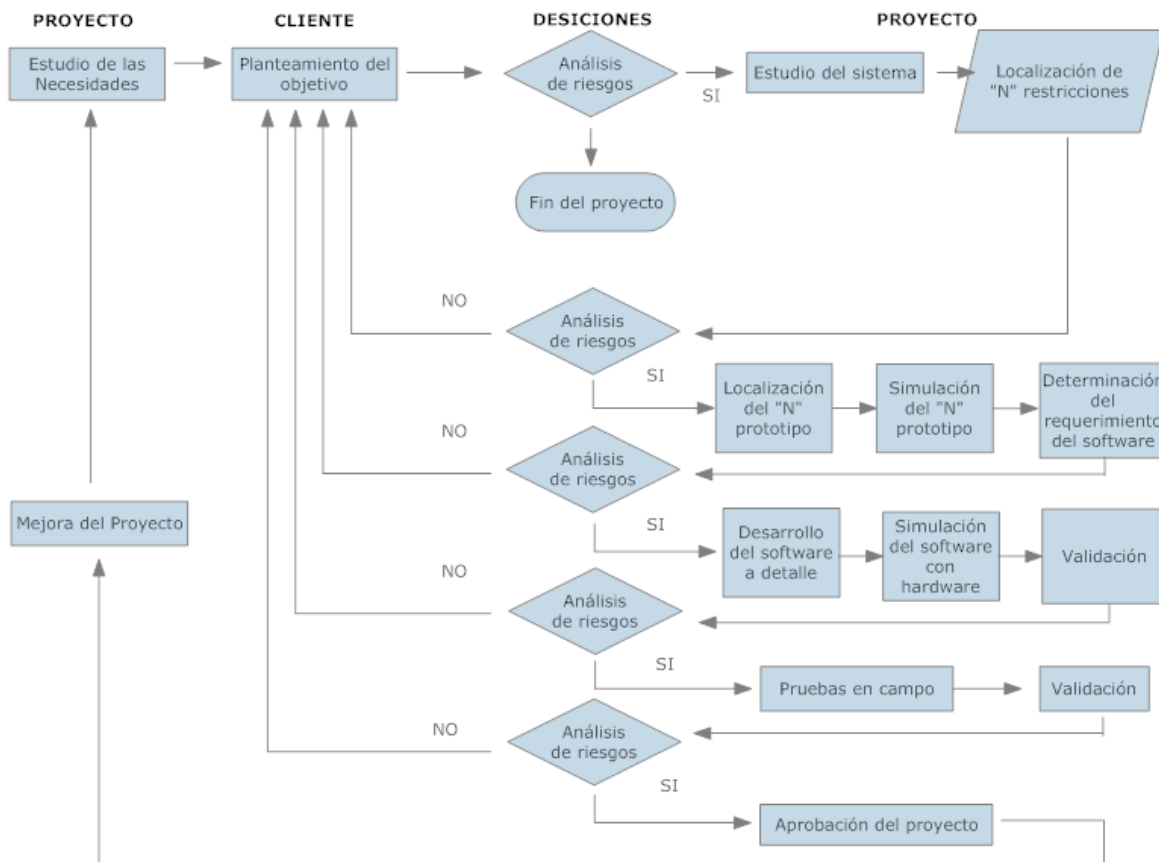 PROYECTO
CLIENTE
DESICIONES
PROYECTO
Estudio de las
Necesidades
Planteamiento del
objetivo
Análisis
de riesgos
SI
Estudio del sistema
Localización de
"N" restricciones
Fin del proyecto
NO
Análisis
de riesgos
SI
Localización
del "N"
prototipo
Simulación
del "N"
prototipo
Determinación
del
requerimiento
del software
NO
Análisis
de riesgos
Mejora del Proyecto
SI
Desarrollo
del software
a detalle
Simulación
del software
con
hardware
Validación
NO
Análisis
de riesgos
SI
Pruebas en campo
Validación
NO
Análisis
de riesgos
SI
Aprobación del proyecto